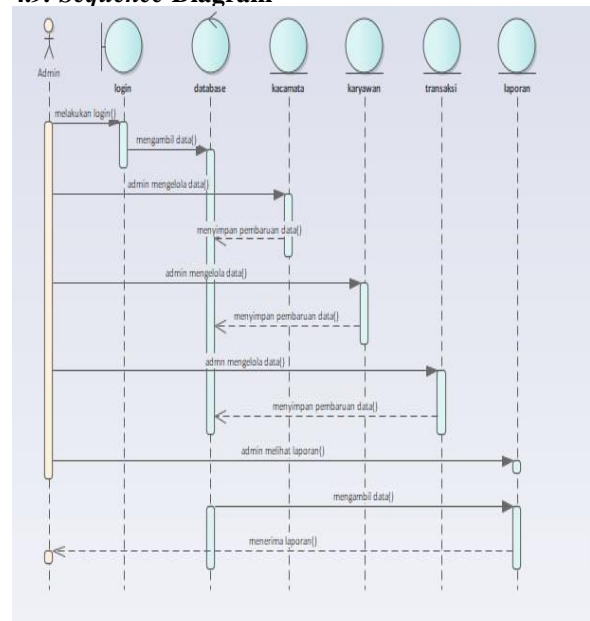 4.9. Sequence Diagram
Admin
login
database
kacamata
karyawan
transaksi
laporan
melakukan login()
mengambil data()
admin mengelola data()
menyimpan pembaruan data()
admin mengelola data()
menyimpan pembaruan data()
admn mengelola data()
menyimpan pembaruan data()
admin melihat laporan()
mengambil data()
menerima laporan()